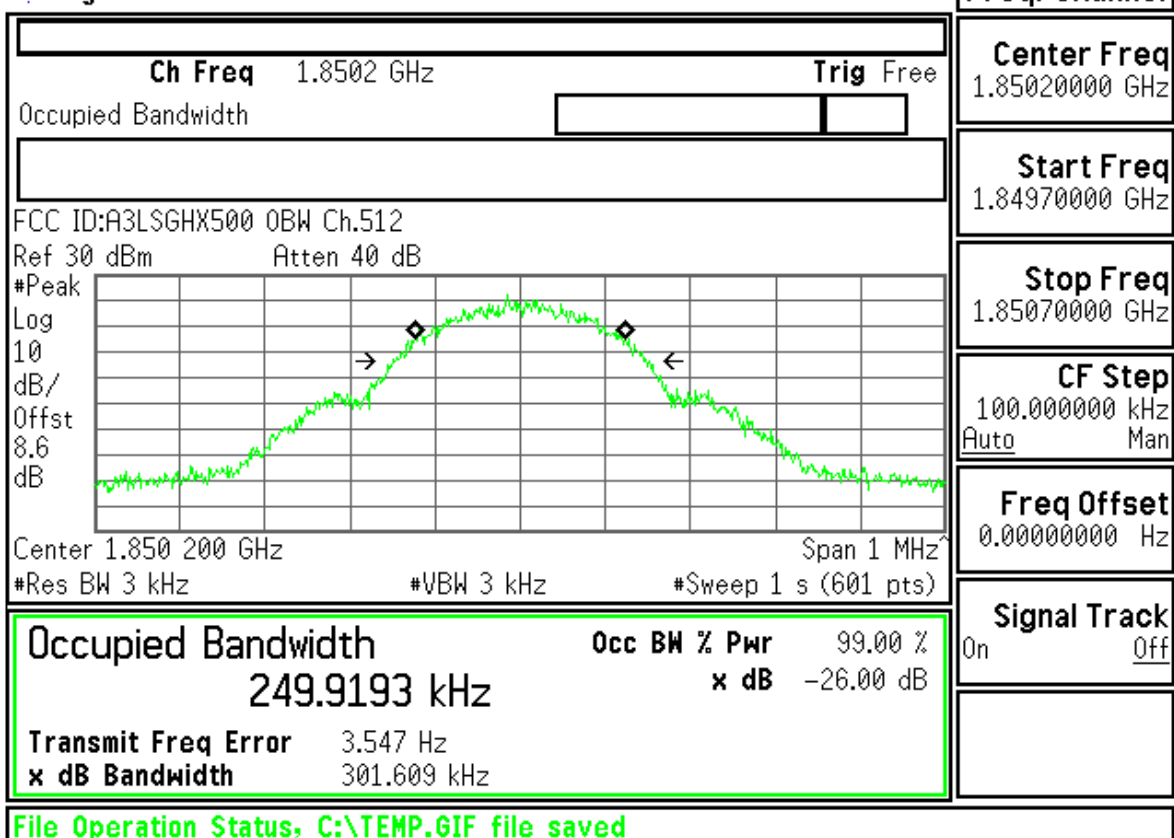 Ch Freq 1.8502 GHz Trig Free
Occupied Bandwidth
FCC ID:A3LSGHX500 OBW Ch.512
Ref 30 dBm Atten 40 dB
#Peak
Log
10
dB/
Offst
8.6
dB
Center 1.850 200 GHz Span 1 MHz^
#Res BW 3 kHz #VBW 3 kHz #Sweep 1 s (601 pts)
Occupied Bandwidth
249.9193 kHz
Occ BW % Pwr 99.00 %
x dB -26.00 dB
Transmit Freq Error 3.547 Hz
x dB Bandwidth 301.609 kHz
File Operation Status, C:\TEMP.GIF file saved
Center Freq
1.85020000 GHz
Start Freq
1.84970000 GHz
Stop Freq
1.85070000 GHz
CF Step
100.000000 kHz
Auto Man
Freq Offset
0.00000000 Hz
Signal Track
On Off